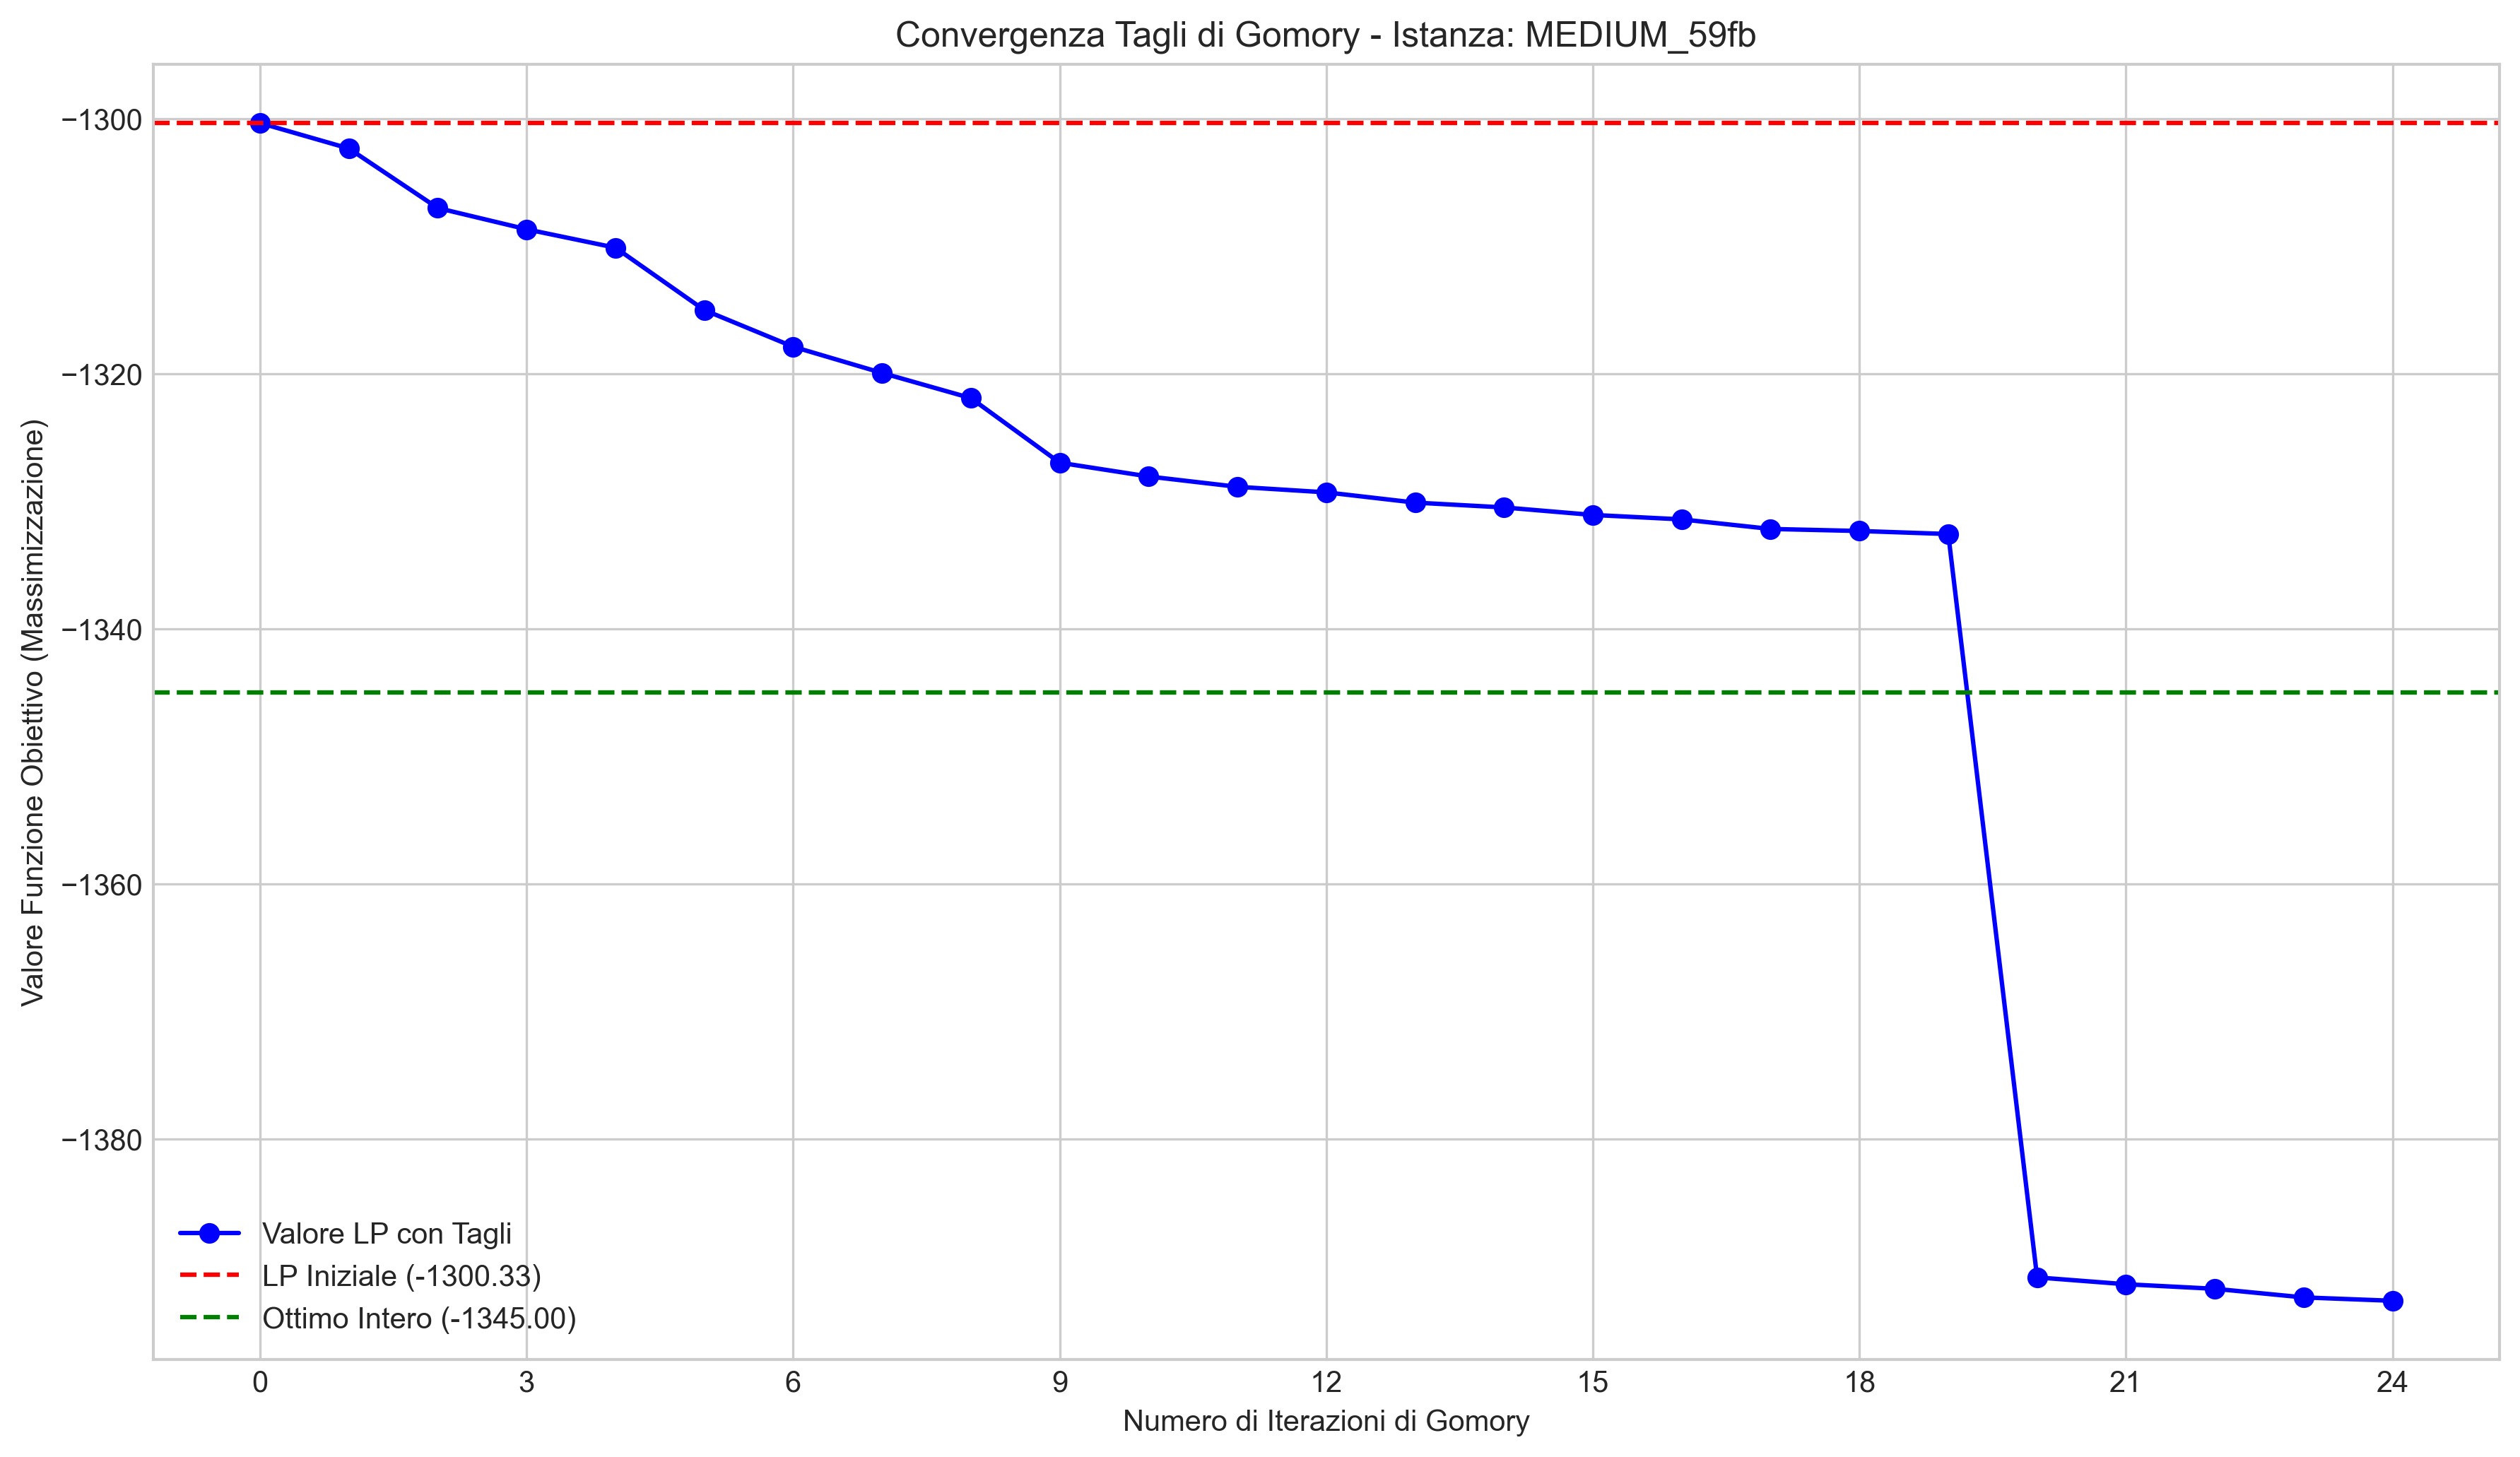 Convergenza Tagli di Gomory - Istanza: MEDIUM_59fb
Valore Funzione Obiettivo (Massimizzazione)
−1300
−1320
−1340
−1360
−1380
Valore LP con Tagli
LP Iniziale (-1300.33)
Ottimo Intero (-1345.00)
0 3 6 9 12 15 18 21 24
Numero di Iterazioni di Gomory